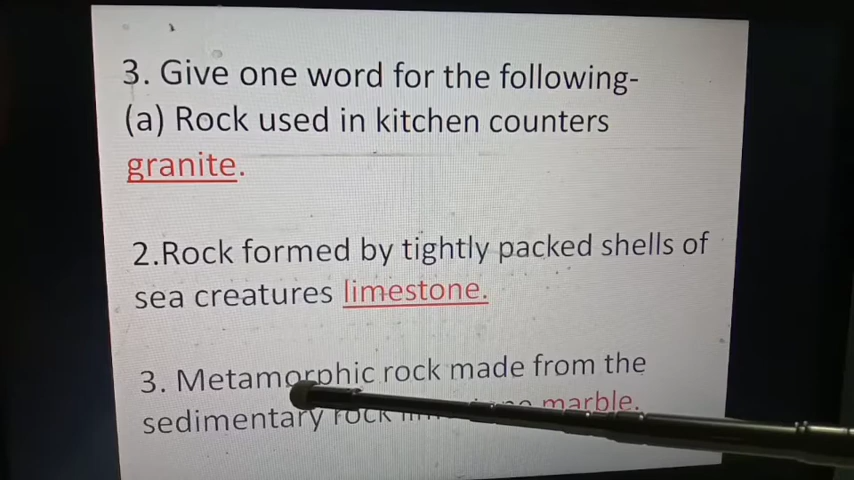 3. Give one word for the following-
(a) Rock used in kitchen counters
granite.
2.Rock formed by tightly packed shells of
sea creatures limestone.
3. Metamorphic rock made from the
sedimentary rock marble.